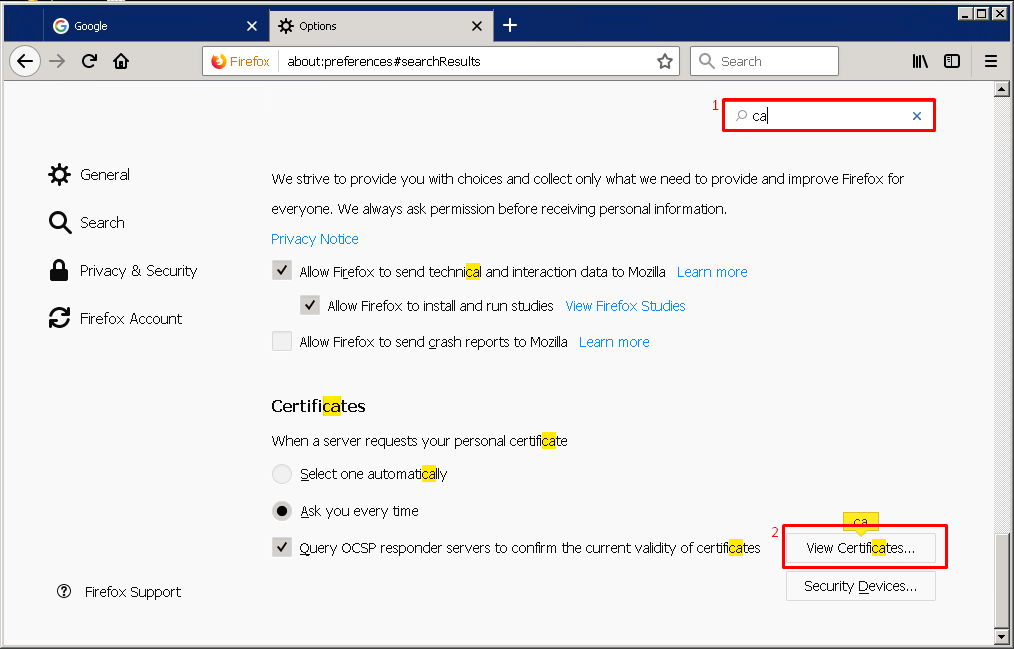 Google
Options
Firefox about:preferences#searchResults
Search
1
ca
General
Search
Privacy & Security
Firefox Account
Firefox Support
We strive to provide you with choices and collect only what we need to provide and improve Firefox for
everyone. We always ask permission before receiving personal information.
Privacy Notice
Allow Firefox to send technical and interaction data to Mozilla Learn more
Allow Firefox to install and run studies View Firefox Studies
Allow Firefox to send crash reports to Mozilla Learn more
Certificates
When a server requests your personal certificate
Select one automatically
Ask you every time
Query OCSP responder servers to confirm the current validity of certificates
2
ca
View Certificates...
Security Devices...